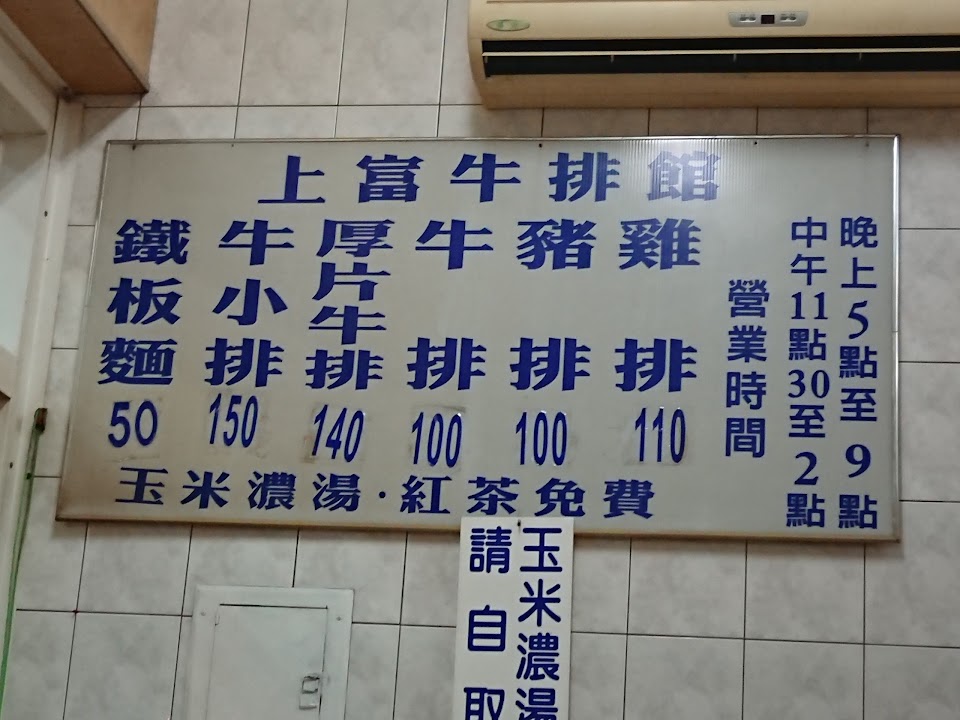 上富牛排館
雞排 110
豬排 100
牛排 100
厚片牛排 140
牛小排 150
鐵板麵 50
玉米濃湯·紅茶免費
營業時間
中午11點30至2點
晚上5點至9點
玉米濃湯
請自取